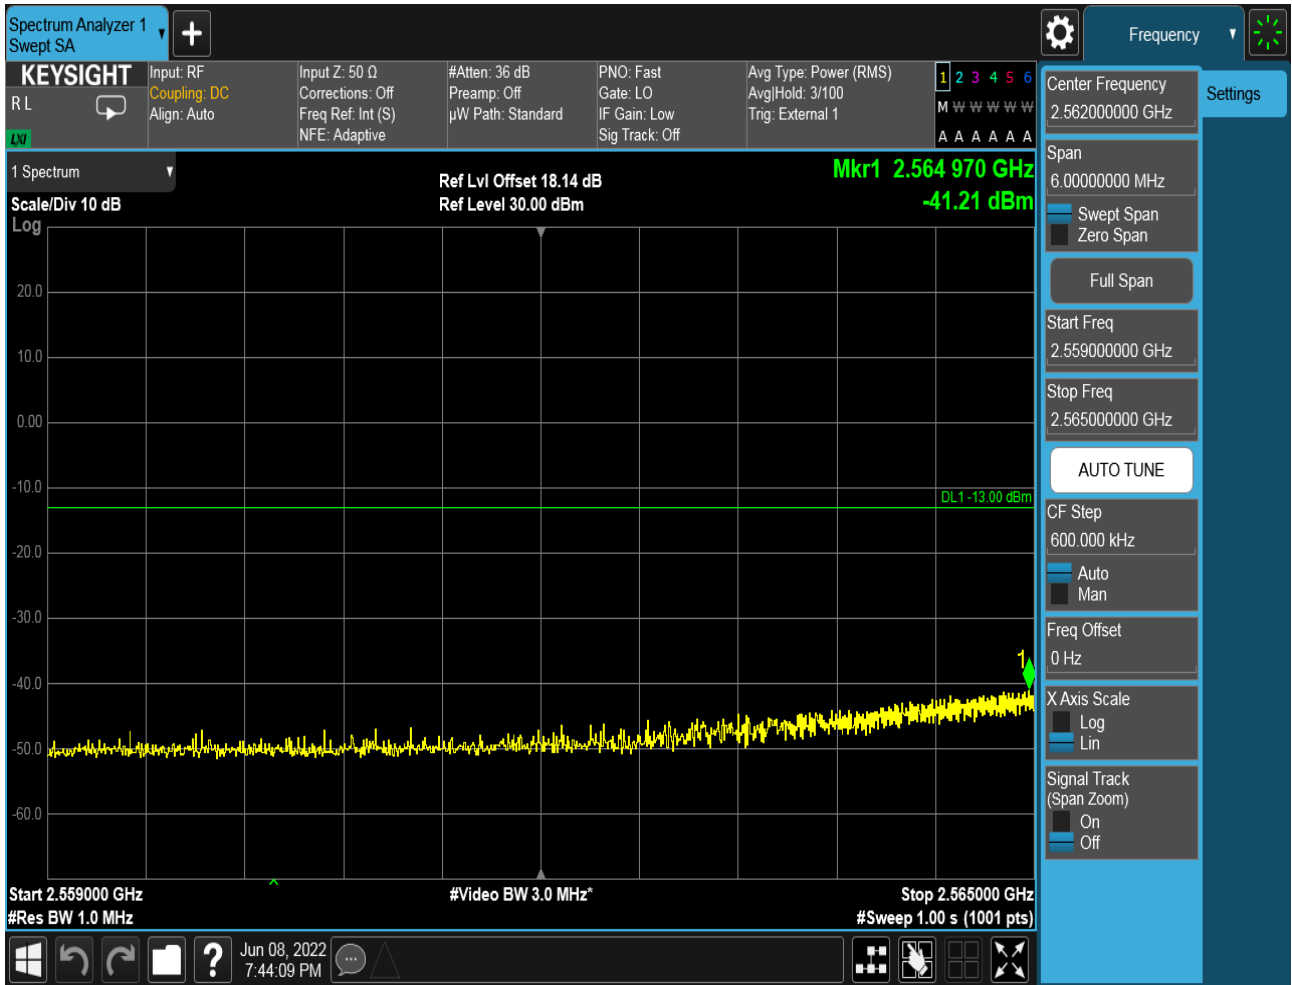 Spectrum Analyzer 1
Swept SA
Frequency
KEYSIGHT
R L
LXI
Input: RF
Coupling: DC
Align: Auto
Input Z: 50 Ω
Corrections: Off
Freq Ref: Int (S)
NFE: Adaptive
#Atten: 36 dB
Preamp: Off
µW Path: Standard
PNO: Fast
Gate: LO
IF Gain: Low
Sig Track: Off
Avg Type: Power (RMS)
Avg|Hold: 3/100
Trig: External 1
1 2 3 4 5 6
M W W W W W
A A A A A A
1 Spectrum
Scale/Div 10 dB
Log
Ref Lvl Offset 18.14 dB
Ref Level 30.00 dBm
Mkr1 2.564 970 GHz
-41.21 dBm
20.0
10.0
0.00
-10.0
-20.0
-30.0
-40.0
-50.0
-60.0
DL1 -13.00 dBm
1
Start 2.559000 GHz
#Res BW 1.0 MHz
#Video BW 3.0 MHz*
Stop 2.565000 GHz
#Sweep 1.00 s (1001 pts)
Jun 08, 2022
7:44:09 PM
Center Frequency
2.562000000 GHz
Span
6.00000000 MHz
Swept Span
Zero Span
Full Span
Start Freq
2.559000000 GHz
Stop Freq
2.565000000 GHz
AUTO TUNE
CF Step
600.000 kHz
Auto
Man
Freq Offset
0 Hz
X Axis Scale
Log
Lin
Signal Track
(Span Zoom)
On
Off
Settings